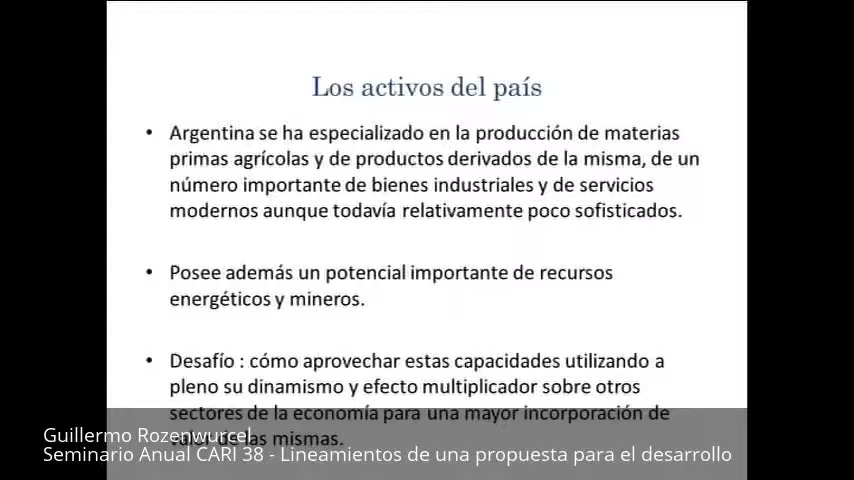 Los activos del país
• Argentina se ha especializado en la producción de materias
primas agrícolas y de productos derivados de la misma, de un
número importante de bienes industriales y de servicios
modernos aunque todavía relativamente poco sofisticados.
• Posee además un potencial importante de recursos
energéticos y mineros.
• Desafío : cómo aprovechar estas capacidades utilizando a
pleno su dinamismo y efecto multiplicador sobre otros
sectores de la economía para una mayor incorporación de
valor de las mismas.
Guillermo Rozenwurcel
Seminario Anual CARI 38 - Lineamientos de una propuesta para el desarrollo